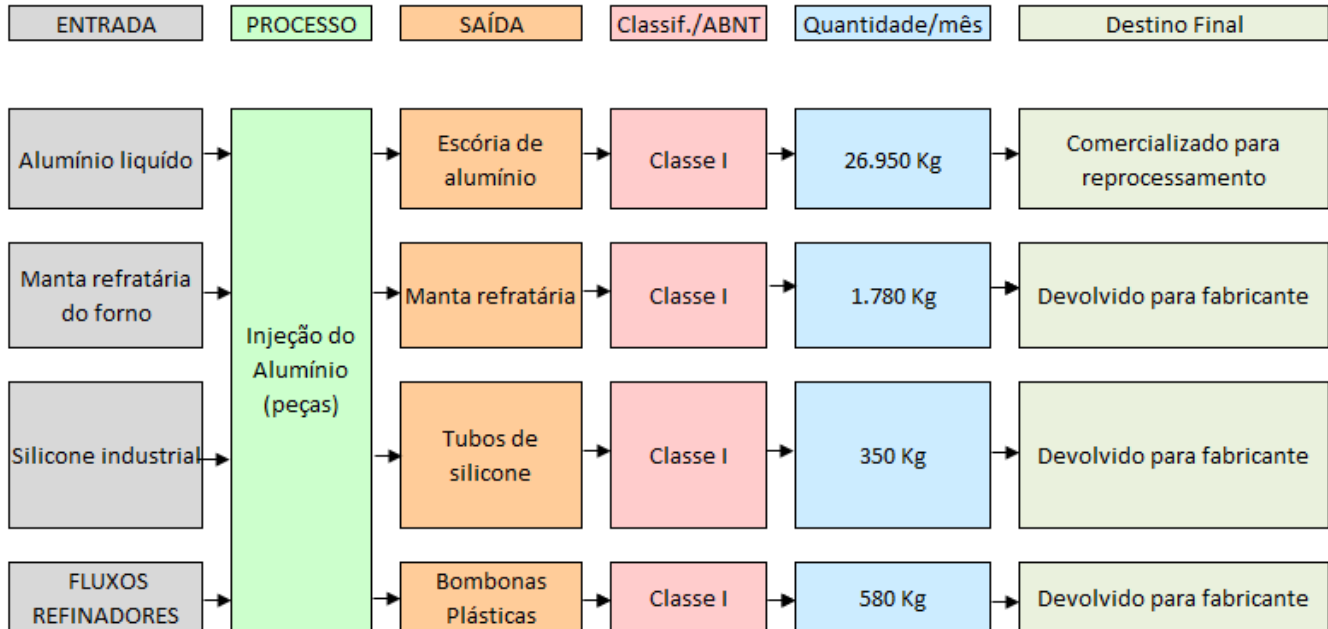 ENTRADA
PROCESSO
SAÍDA
Classif./ABNT
Quantidade/mês
Destino Final
Alumínio liquído
Injeção do
Alumínio
(peças)
Escória de
alumínio
Classe I
26.950 Kg
Comercializado para
reprocessamento
Manta refratária
do forno
Manta refratária
Classe I
1.780 Kg
Devolvido para fabricante
Silicone industrial
Tubos de
silicone
Classe I
350 Kg
Devolvido para fabricante
FLUXOS
REFINADORES
Bombonas
Plásticas
Classe I
580 Kg
Devolvido para fabricante